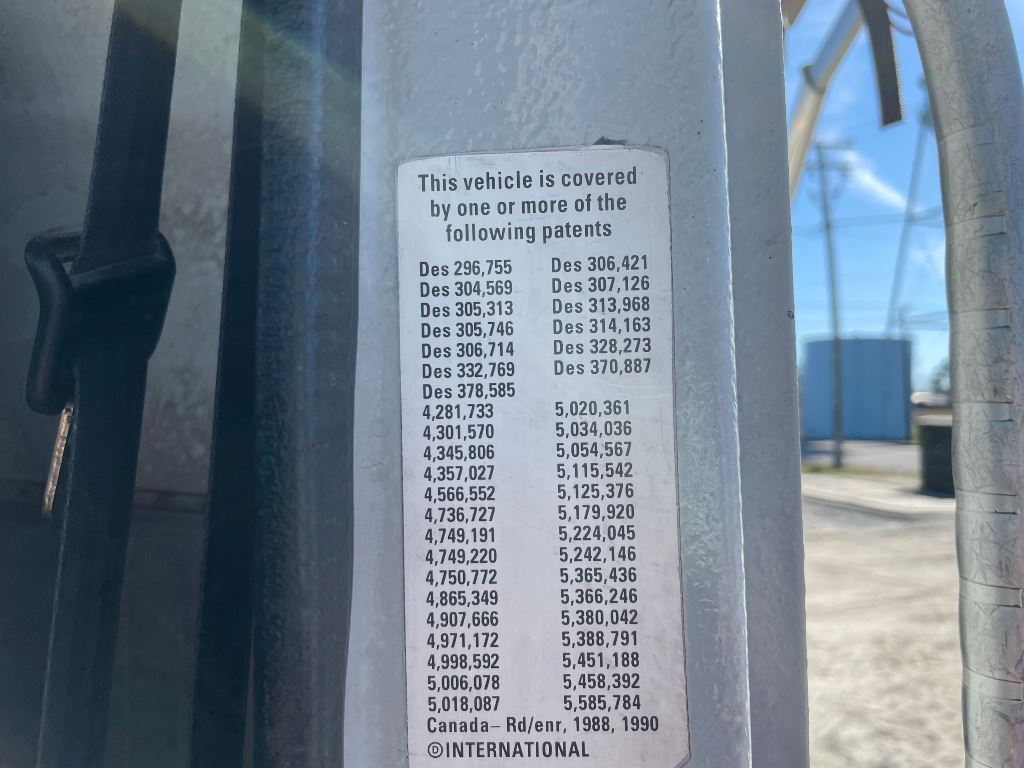 This vehicle is covered
by one or more of the
following patents
Des 296,755 Des 306,421
Des 304,569 Des 307,126
Des 305,313 Des 313,968
Des 305,746 Des 314,163
Des 306,714 Des 328,273
Des 332,769 Des 370,887
Des 378,585
4,281,733 5,020,361
4,301,570 5,034,036
4,345,806 5,054,567
4,357,027 5,115,542
4,566,552 5,125,376
4,736,727 5,179,920
4,749,191 5,224,045
4,749,220 5,242,146
4,750,772 5,365,436
4,865,349 5,366,246
4,907,666 5,380,042
4,971,172 5,388,791
4,998,592 5,451,188
5,006,078 5,458,392
5,018,087 5,585,784
Canada– Rd/enr, 1988, 1990
©INTERNATIONAL